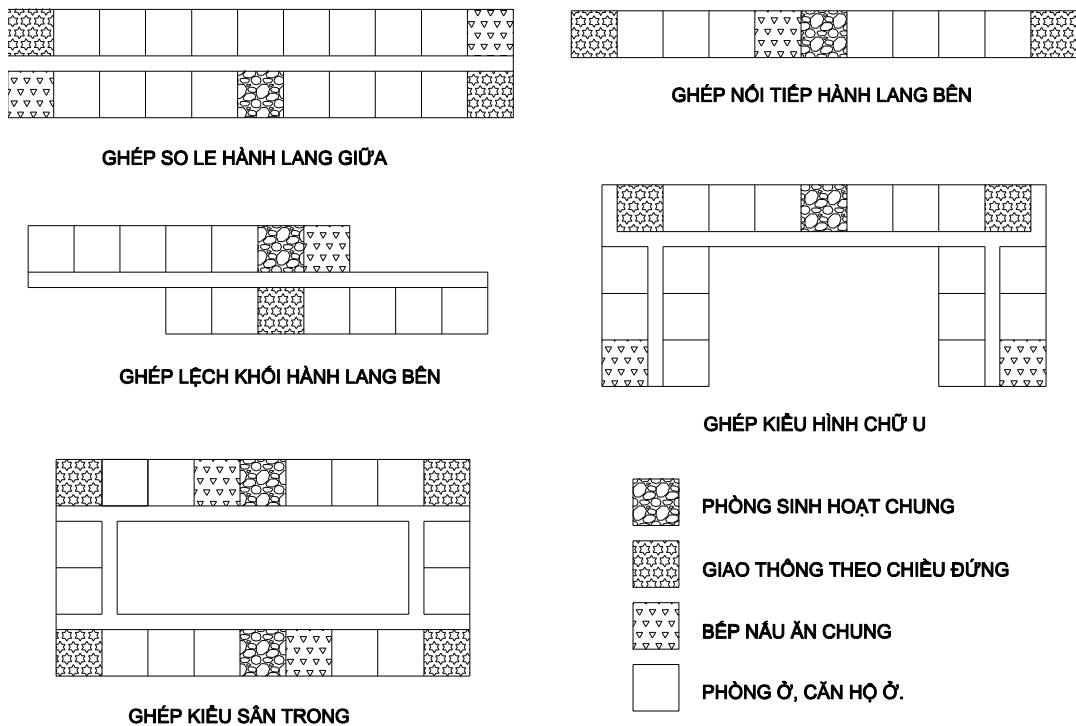 GHÉP SO LE HÀNH LANG GIỮA
GHÉP NỐI TIẾP HÀNH LANG BÊN
GHÉP LỆCH KHỐI HÀNH LANG BÊN
GHÉP KIỂU HÌNH CHỮ U
GHÉP KIỂU SÂN TRONG
PHÒNG SINH HOẠT CHUNG
GIAO THÔNG THEO CHIỀU ĐỨNG
BẾP NẤU ĂN CHUNG
PHÒNG Ở, CĂN HỘ Ở.